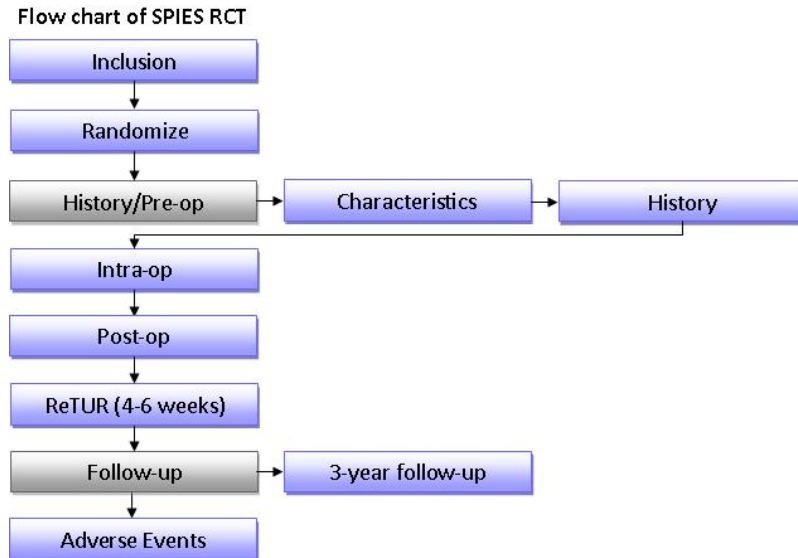 Flow chart of SPIES RCT
Inclusion
Randomize
History/Pre-op
Characteristics
History
Intra-op
Post-op
ReTUR (4-6 weeks)
Follow-up
3-year follow-up
Adverse Events